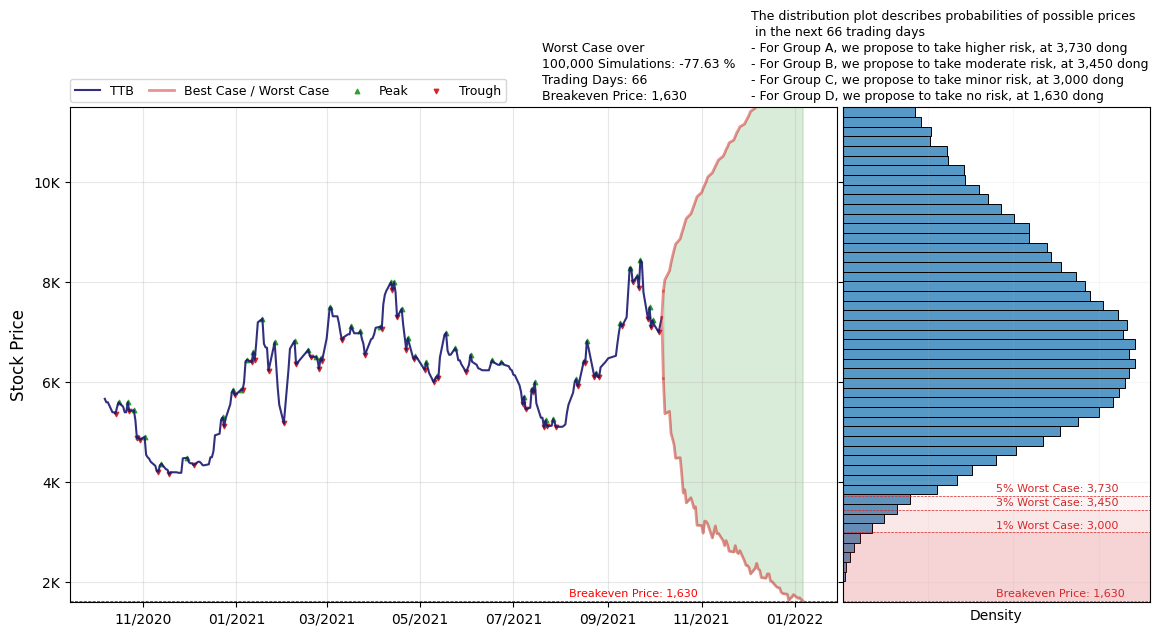 The distribution plot describes probabilities of possible prices
in the next 66 trading days
- For Group A, we propose to take higher risk, at 3,730 dong
- For Group B, we propose to take moderate risk, at 3,450 dong
- For Group C, we propose to take minor risk, at 3,000 dong
- For Group D, we propose to take no risk, at 1,630 dong
Worst Case over
100,000 Simulations: -77.63 %
Trading Days: 66
Breakeven Price: 1,630
TTB Best Case / Worst Case Peak Trough
Stock Price
10K
8K
6K
4K
2K
Breakeven Price: 1,630
11/2020 01/2021 03/2021 05/2021 07/2021 09/2021 11/2021 01/2022
5% Worst Case: 3,730
3% Worst Case: 3,450
1% Worst Case: 3,000
Breakeven Price: 1,630
Density